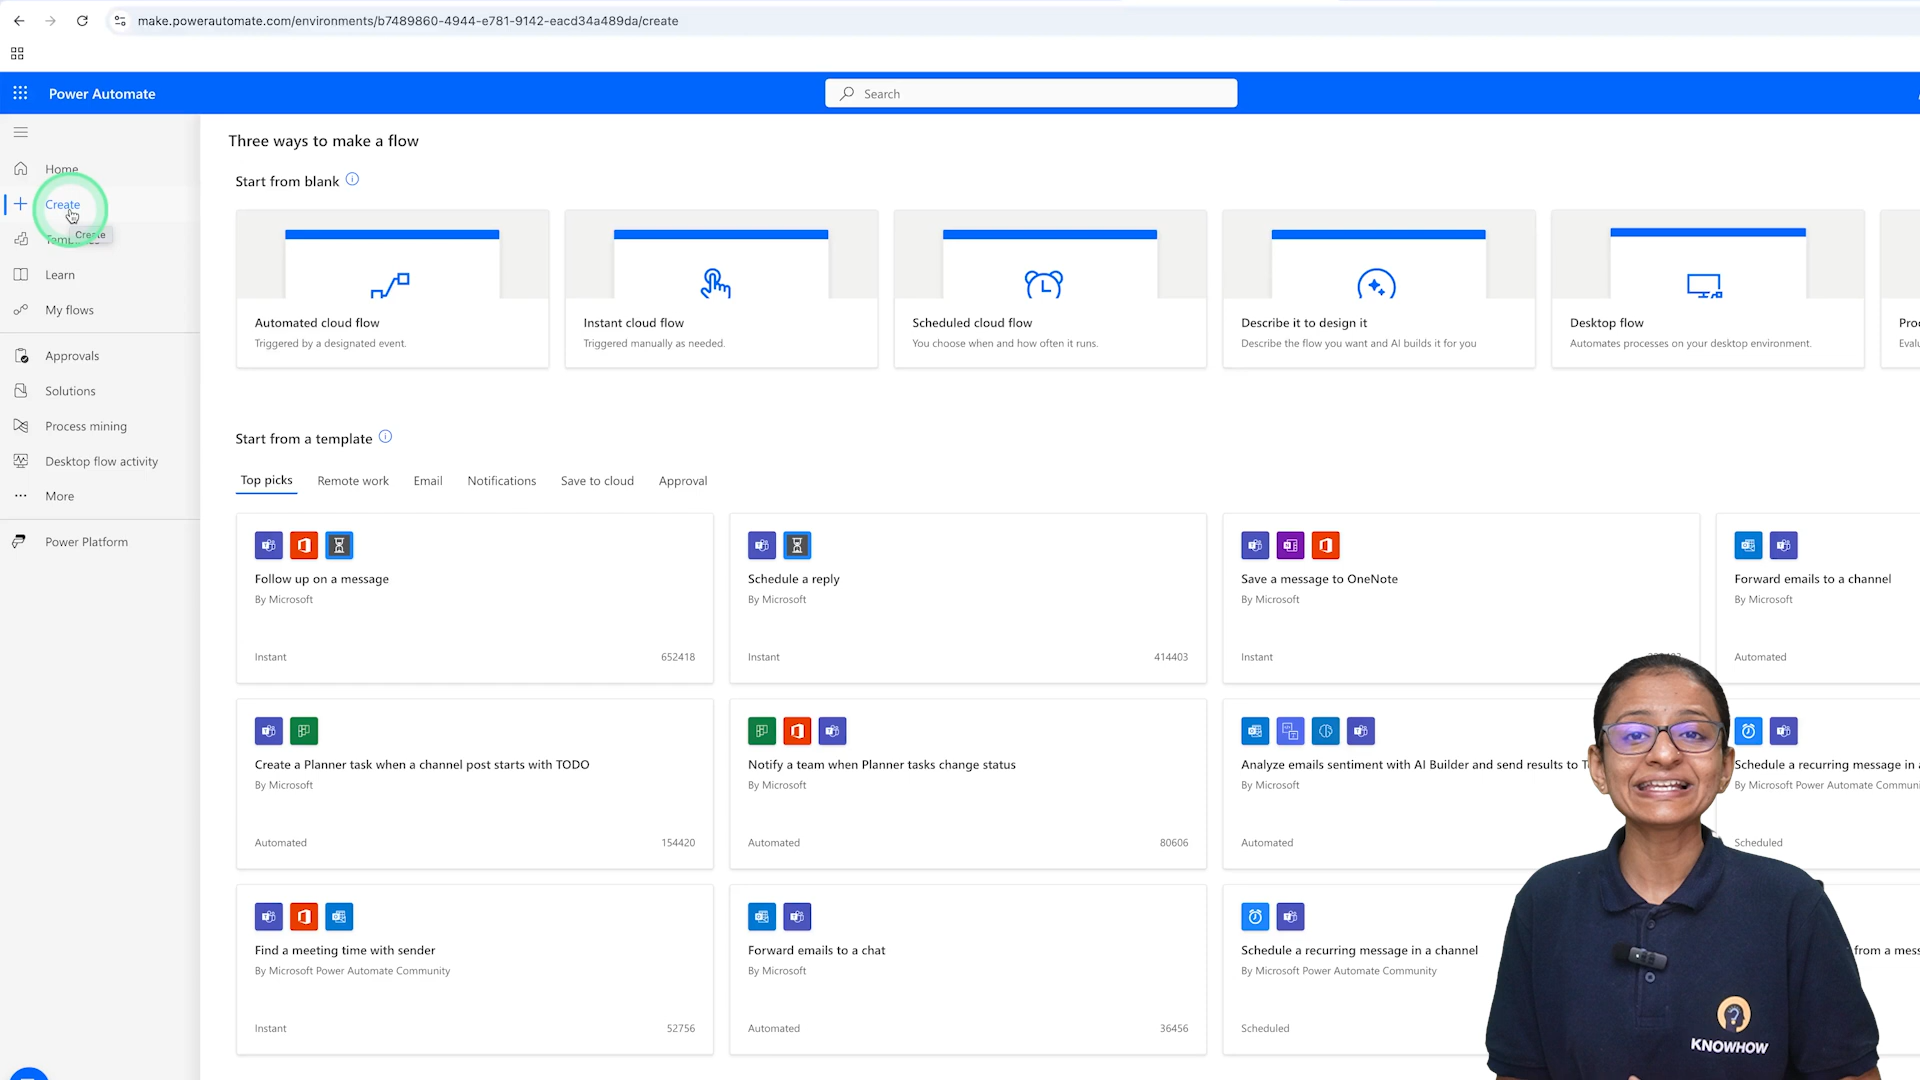 make.powerautomate.com/environments/b7489860-4944-e781-9142-eacd34a489da/create
Power Automate
Search
Home
Create
Create
Learn
My flows
Approvals
Solutions
Process mining
Desktop flow activity
More
Power Platform
Three ways to make a flow
Start from blank
Automated cloud flow
Triggered by a designated event.
Instant cloud flow
Triggered manually as needed.
Scheduled cloud flow
You choose when and how often it runs.
Describe it to design it
Describe the flow you want and AI builds it for you
Desktop flow
Automates processes on your desktop environment.
Start from a template
Top picks
Remote work
Email
Notifications
Save to cloud
Approval
Follow up on a message
By Microsoft
Instant
652418
Schedule a reply
By Microsoft
Instant
414403
Save a message to OneNote
By Microsoft
Instant
Forward emails to a channel
By Microsoft
Automated
Create a Planner task when a channel post starts with TODO
By Microsoft
Automated
154420
Notify a team when Planner tasks change status
By Microsoft
Automated
80606
Analyze emails sentiment with AI Builder and send results to
By Microsoft
Automated
Schedule a recurring message in
By Microsoft Power Automate
Scheduled
Find a meeting time with sender
By Microsoft Power Automate Community
Instant
52756
Forward emails to a chat
By Microsoft
Automated
36456
Schedule a recurring message in a channel
By Microsoft Power Automate Community
Scheduled
from a
KNOWHOW